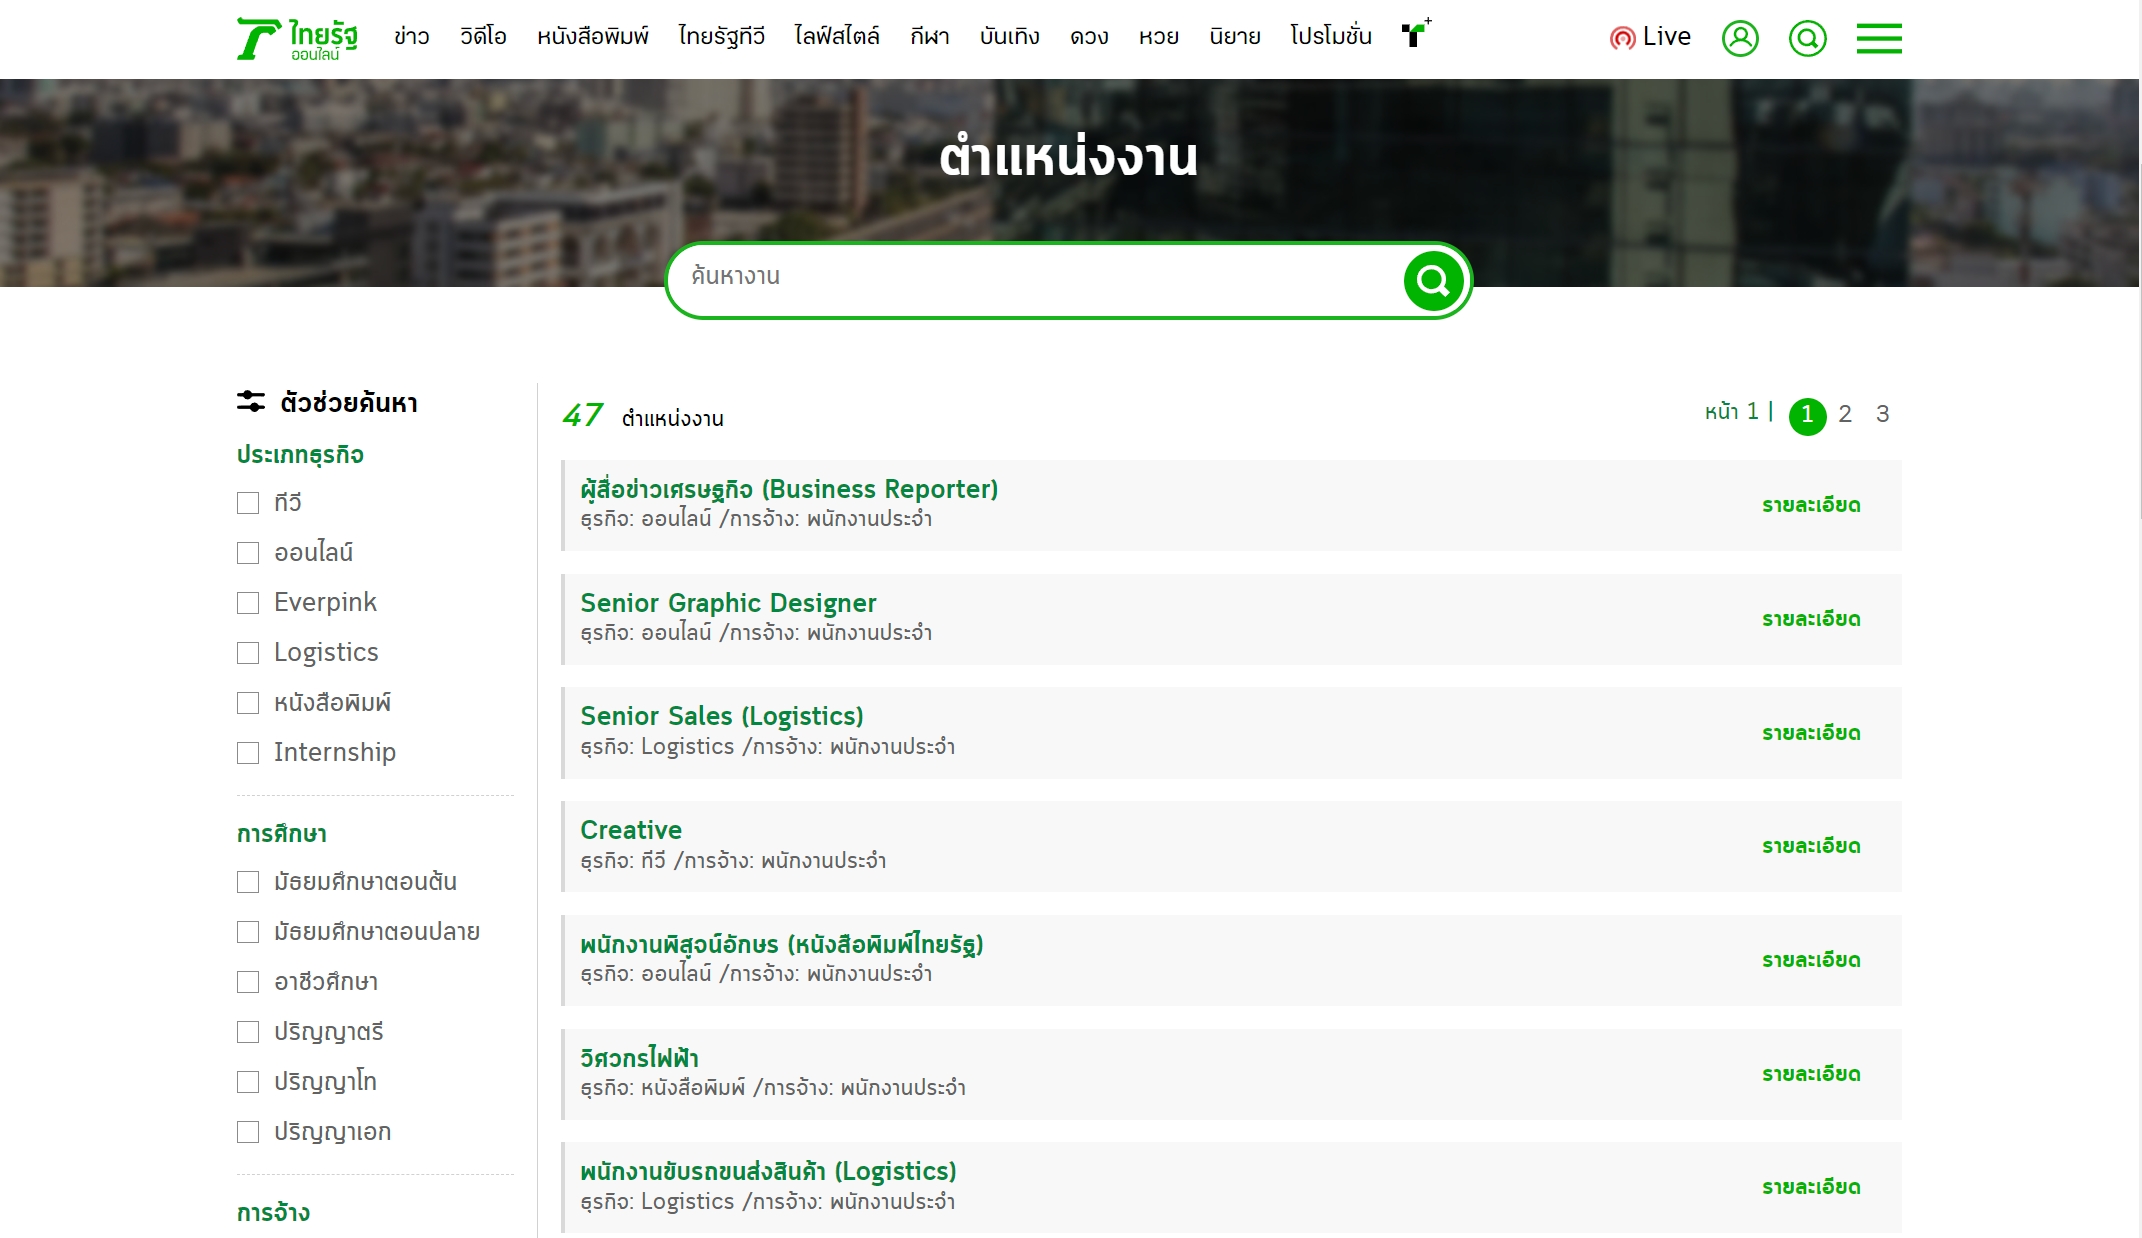 ไทยรัฐ
ออนไลน์
ข่าว วิดีโอ หนังสือพิมพ์ ไทยรัฐทีวี ไลฟ์สไตล์ กีฬา บันเทิง ดวง หวย นิยาย โปรโมชั่น
Live
ตำแหน่งงาน
ค้นหางาน
ตัวช่วยค้นหา
ประเภทธุรกิจ
ทีวี
ออนไลน์
Everpink
Logistics
หนังสือพิมพ์
Internship
การศึกษา
มัธยมศึกษาตอนต้น
มัธยมศึกษาตอนปลาย
อาชีวศึกษา
ปริญญาตรี
ปริญญาโท
ปริญญาเอก
การจ้าง
47 ตำแหน่งงาน
หน้า 1 | 1 2 3
ผู้สื่อข่าวเศรษฐกิจ (Business Reporter)
ธุรกิจ: ออนไลน์ /การจ้าง: พนักงานประจำ
รายละเอียด
Senior Graphic Designer
ธุรกิจ: ออนไลน์ /การจ้าง: พนักงานประจำ
รายละเอียด
Senior Sales (Logistics)
ธุรกิจ: Logistics /การจ้าง: พนักงานประจำ
รายละเอียด
Creative
ธุรกิจ: ทีวี /การจ้าง: พนักงานประจำ
รายละเอียด
พนักงานพิสูจน์อักษร (หนังสือพิมพ์ไทยรัฐ)
ธุรกิจ: ออนไลน์ /การจ้าง: พนักงานประจำ
รายละเอียด
วิศวกรไฟฟ้า
ธุรกิจ: หนังสือพิมพ์ /การจ้าง: พนักงานประจำ
รายละเอียด
พนักงานขับรถขนส่งสินค้า (Logistics)
ธุรกิจ: Logistics /การจ้าง: พนักงานประจำ
รายละเอียด